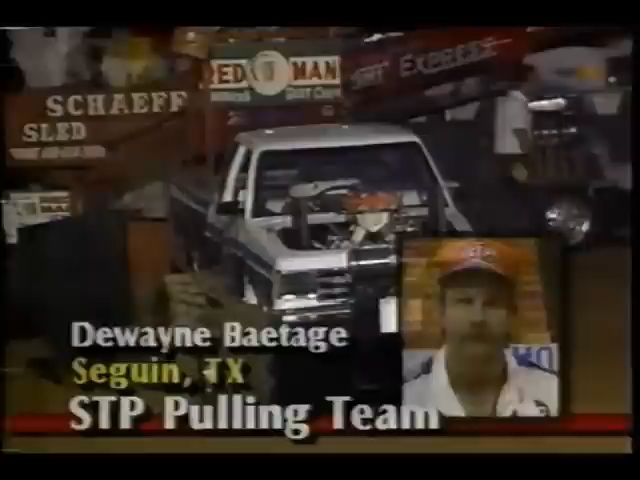 SCHAEFF
SLED
RED MAN
EXPRESS
Dewayne Baetage
Seguin, TX
STP Pulling Team